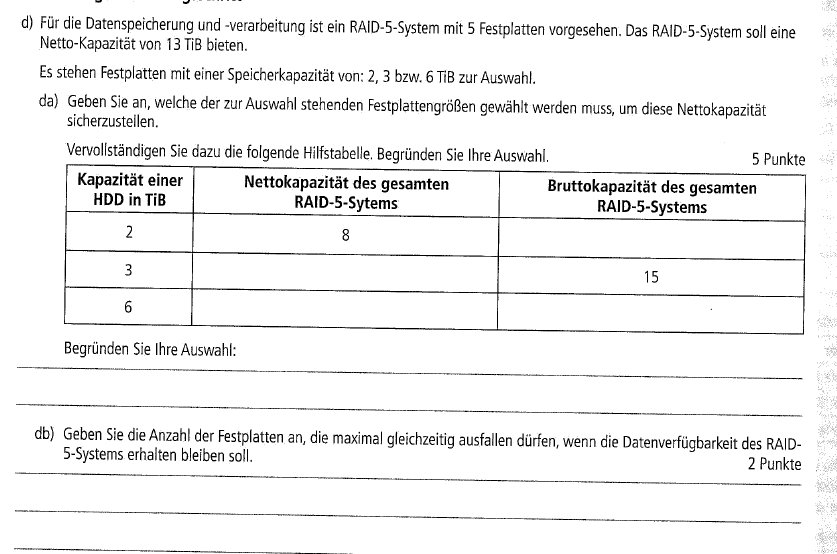 d) Für die Datenspeicherung und -verarbeitung ist ein RAID-5-System mit 5 Festplatten vorgesehen. Das RAID-5-System soll eine
Netto-Kapazität von 13 TiB bieten.
Es stehen Festplatten mit einer Speicherkapazität von: 2, 3 bzw. 6 TiB zur Auswahl.
da) Geben Sie an, welche der zur Auswahl stehenden Festplattengrößen gewählt werden muss, um diese Nettokapazität
sicherzustellen.
Vervollständigen Sie dazu die folgende Hilfstabelle. Begründen Sie Ihre Auswahl. 5 Punkte
Kapazität einer HDD in TiB | Nettokapazität des gesamten RAID-5-Sytems | Bruttokapazität des gesamten RAID-5-Systems
2 | 8 |
3 | | 15
6 | |
Begründen Sie Ihre Auswahl:
db) Geben Sie die Anzahl der Festplatten an, die maximal gleichzeitig ausfallen dürfen, wenn die Datenverfügbarkeit des RAID-
5-Systems erhalten bleiben soll. 2 Punkte